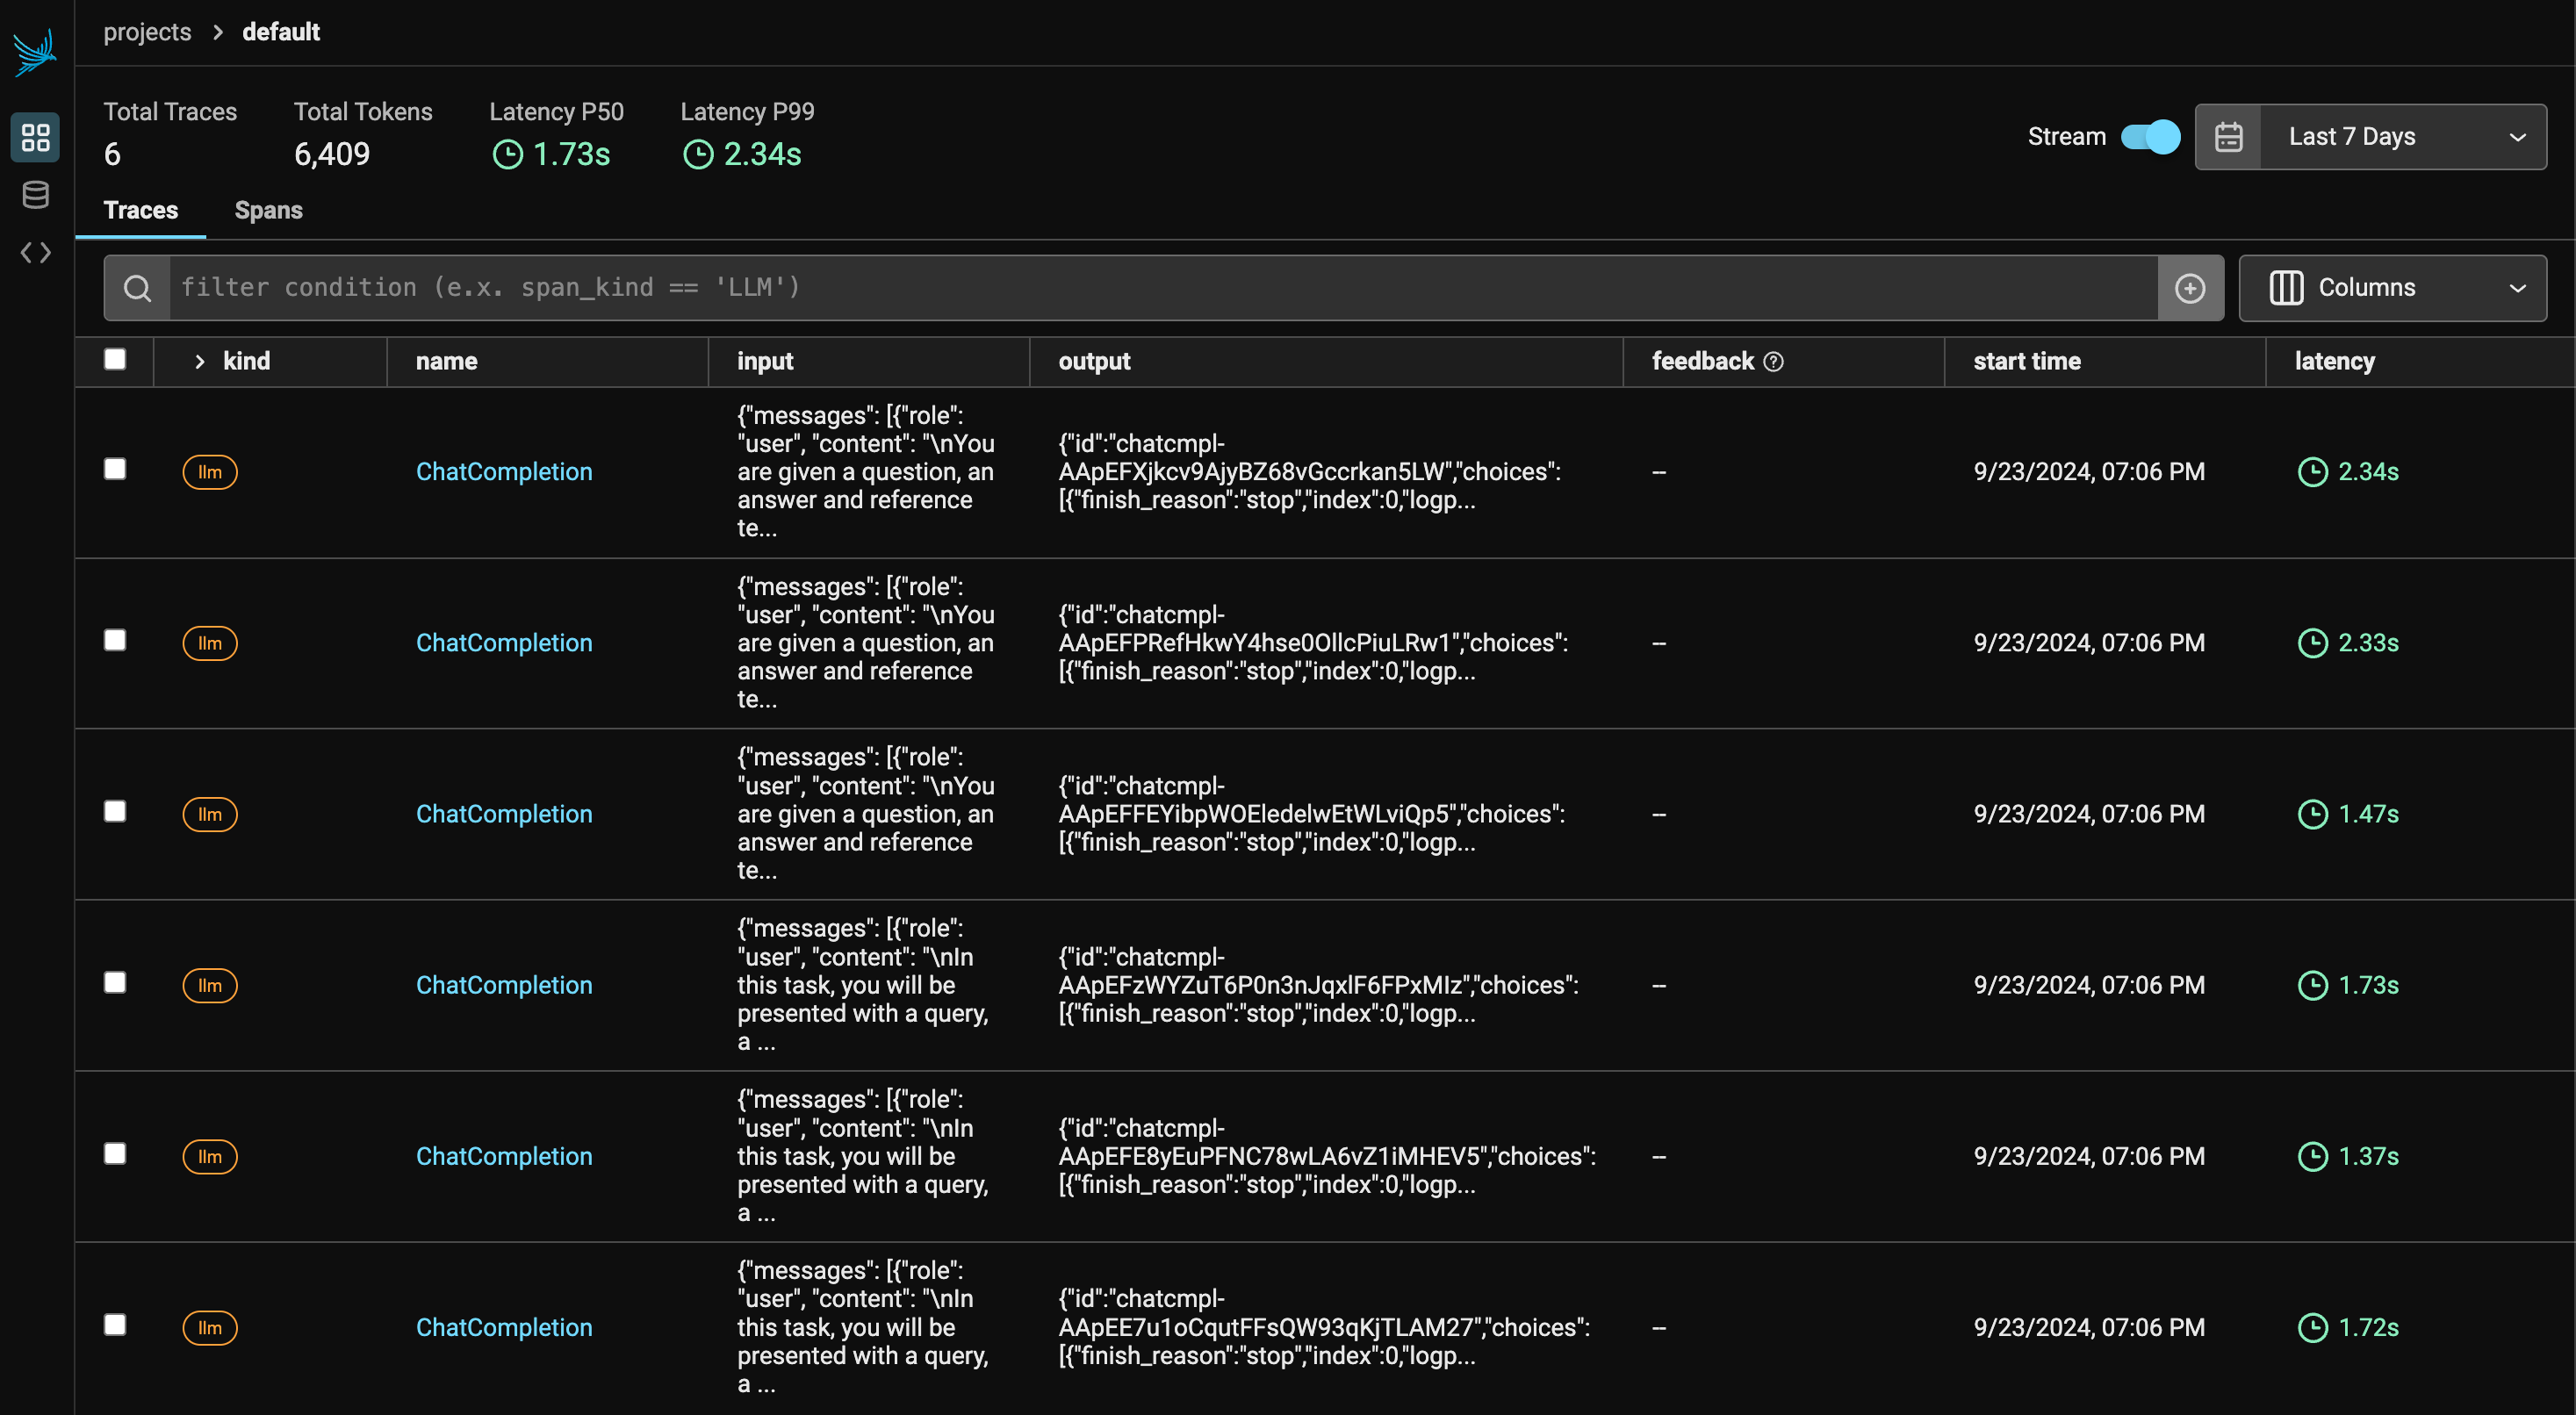 projects > default
Total Traces
6
Total Tokens
6,409
Latency P50
1.73s
Latency P99
2.34s
Stream
Last 7 Days
Traces
Spans
filter condition (e.x. span_kind == 'LLM')
Columns
kind name input output feedback start time latency
llm
ChatCompletion
{"messages": [{"role":
"user", "content": "\nYou
are given a question, an
answer and reference
te...
{"id":"chatcmpl-
AApEFXjkcv9AjyBZ68vGccrkan5LW","choices":
[{"finish_reason":"stop","index":0,"logp...
--
9/23/2024, 07:06 PM
2.34s
llm
ChatCompletion
{"messages": [{"role":
"user", "content": "\nYou
are given a question, an
answer and reference
te...
{"id":"chatcmpl-
AApEFPRefHkwY4hse0OllcPiuLRw1","choices":
[{"finish_reason":"stop","index":0,"logp...
--
9/23/2024, 07:06 PM
2.33s
llm
ChatCompletion
{"messages": [{"role":
"user", "content": "\nYou
are given a question, an
answer and reference
te...
{"id":"chatcmpl-
AApEFFEYibpWOEledelwEtWLviQp5","choices":
[{"finish_reason":"stop","index":0,"logp...
--
9/23/2024, 07:06 PM
1.47s
llm
ChatCompletion
{"messages": [{"role":
"user", "content": "\nIn
this task, you will be
presented with a query,
a ...
{"id":"chatcmpl-
AApEFzWYZuT6P0n3nJqxlF6FPxMIz","choices":
[{"finish_reason":"stop","index":0,"logp...
--
9/23/2024, 07:06 PM
1.73s
llm
ChatCompletion
{"messages": [{"role":
"user", "content": "\nIn
this task, you will be
presented with a query,
a ...
{"id":"chatcmpl-
AApEFE8yEuPFNC78wLA6vZ1iMHEV5","choices":
[{"finish_reason":"stop","index":0,"logp...
--
9/23/2024, 07:06 PM
1.37s
llm
ChatCompletion
{"messages": [{"role":
"user", "content": "\nIn
this task, you will be
presented with a query,
a ...
{"id":"chatcmpl-
AApEE7u1oCqutFFsQW93qKjTLAM27","choices":
[{"finish_reason":"stop","index":0,"logp...
--
9/23/2024, 07:06 PM
1.72s